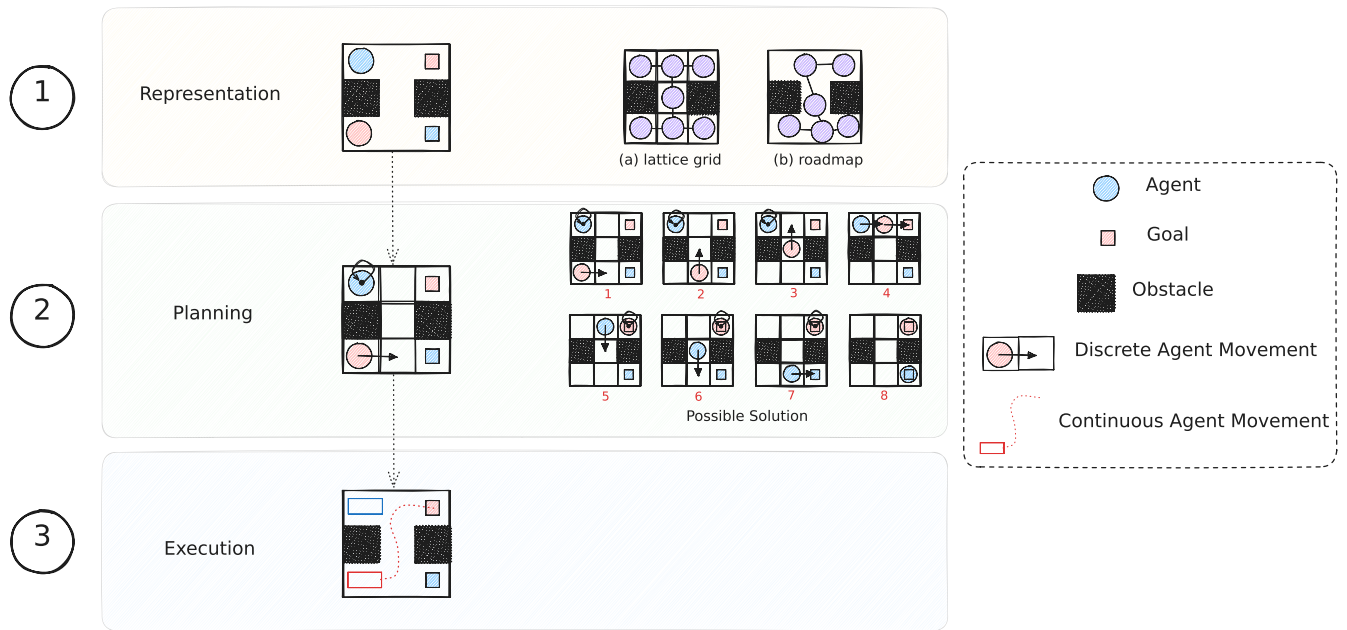 1
Representation
(a) lattice grid
(b) roadmap
2
Planning
1
2
3
4
5
6
7
8
Possible Solution
3
Execution
Agent
Goal
Obstacle
Discrete Agent Movement
Continuous Agent Movement